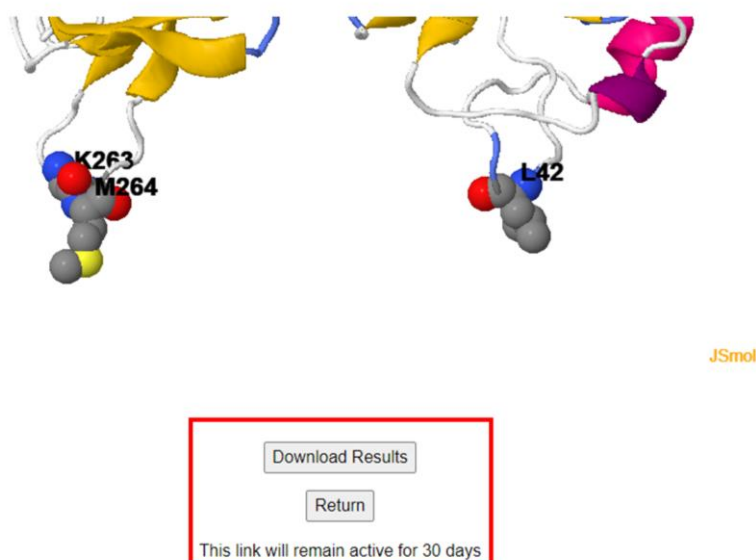 K263
M264
L42
JSmol
Download Results
Return
This link will remain active for 30 days